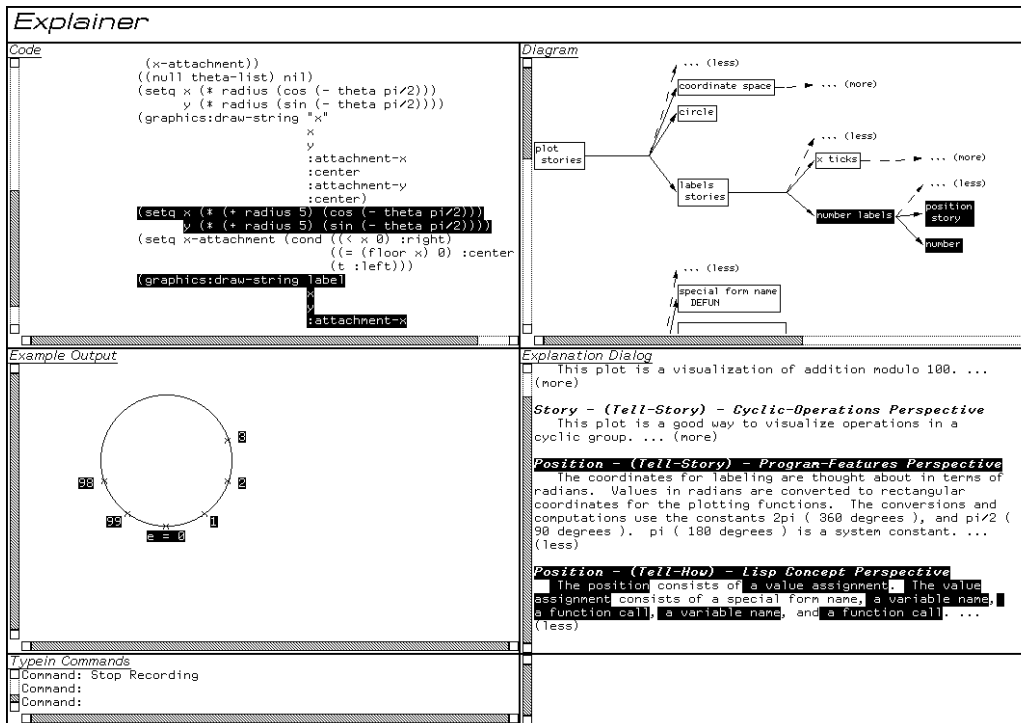 Explainer
Code
(x-attachment))
((null theta-list) nil)
(setq x (* radius (cos (- theta pi/2)))
y (* radius (sin (- theta pi/2))))
(graphics:draw-string "x"
x
y
:attachment-x
:center
:attachment-y
:center)
(setq x (* (+ radius 5) (cos (- theta pi/2)))
y (* (+ radius 5) (sin (- theta pi/2))))
(setq x-attachment (cond ((< x 0) :right)
((= (floor x) 0) :center
(t :left)))
(graphics:draw-string label
x
y
:attachment-x
Diagram
... (less)
coordinate space
... (more)
circle
plot
stories
... (less)
x ticks
... (more)
labels
stories
... (less)
number labels
position
story
number
... (less)
special form name
DEFUN
Example Output
3
98
2
99
1
e = 0
Explanation Dialog
This plot is a visualization of addition modulo 100. ...
(more)
Story - (Tell-Story) - Cyclic-Operations Perspective
This plot is a good way to visualize operations in a
cyclic group. ... (more)
Position - (Tell-Story) - Program-Features Perspective
The coordinates for labeling are thought about in terms of
radians. Values in radians are converted to rectangular
coordinates for the plotting functions. The conversions and
computations use the constants 2pi ( 360 degrees ), and pi/2 (
90 degrees ). pi ( 180 degrees ) is a system constant. ...
(less)
Position - (Tell-How) - Lisp Concept Perspective
The position consists of a value assignment. The value
assignment consists of a special form name, a variable name,
a function call, a variable name, and a function call. ...
(less)
Typein Commands
Command: Stop Recording
Command:
Command: